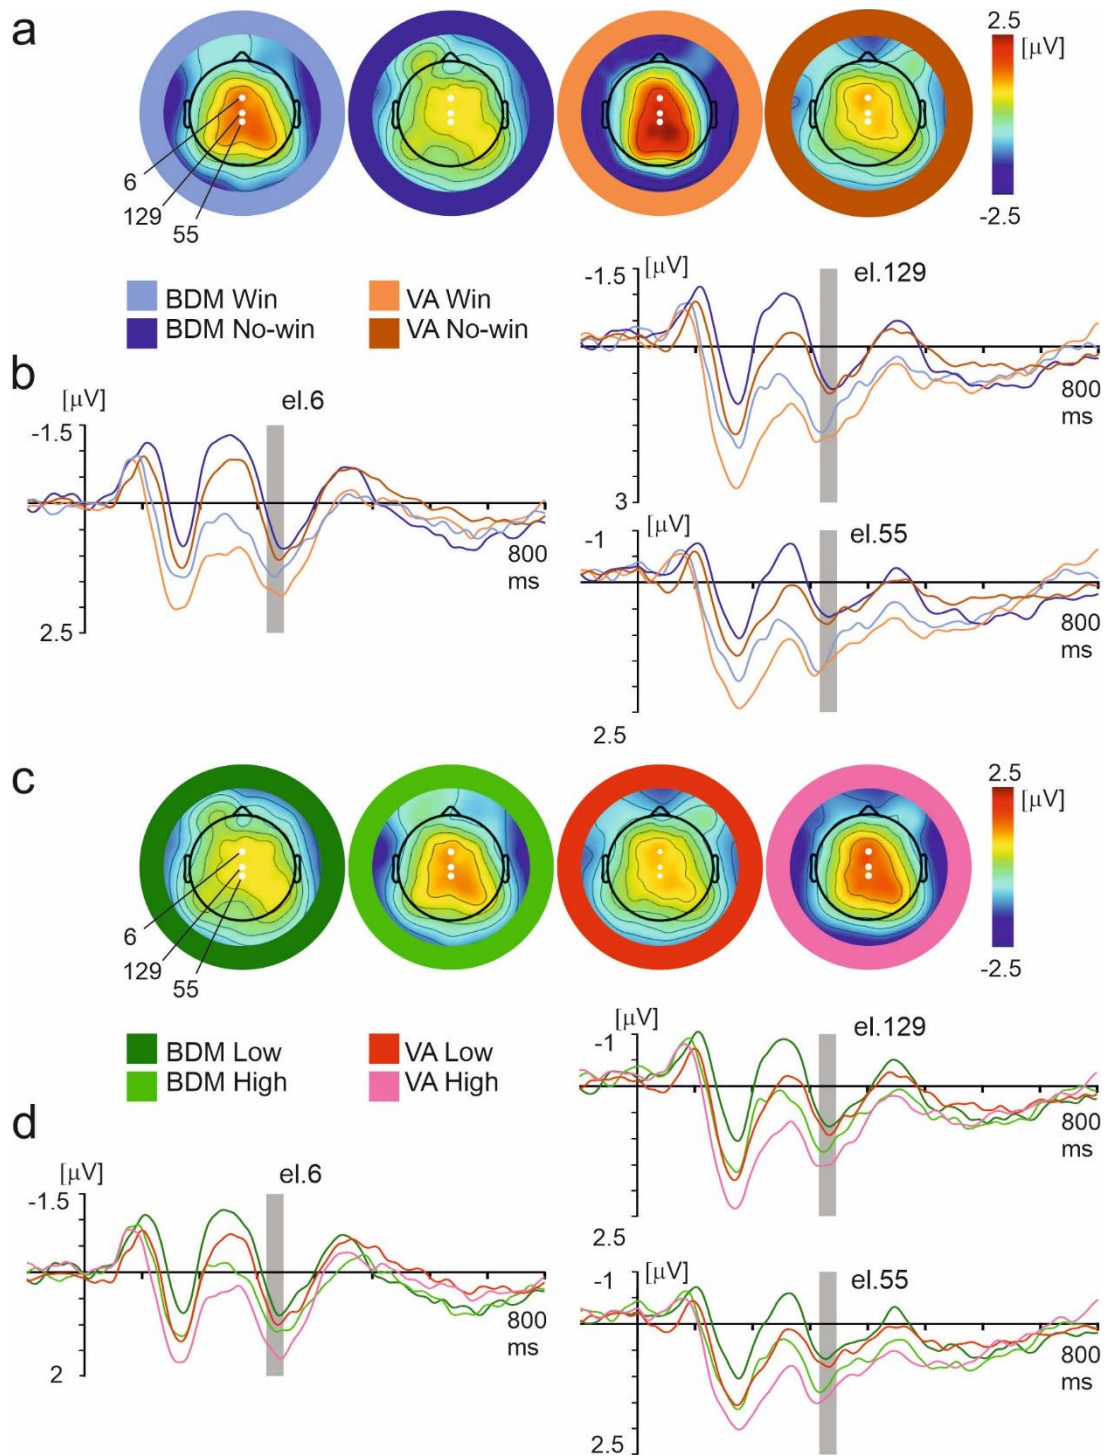 a
2.5
[μV]
-2.5
6
129
55
BDM Win
BDM No-win
VA Win
VA No-win
-1.5
[μV]
el.129
800
ms
3
b
[μV]
el.6
-1.5
800
ms
2.5
-1
[μV]
el.55
800
ms
2.5
c
2.5
[μV]
-2.5
6
129
55
BDM Low
BDM High
VA Low
VA High
-1
[μV]
el.129
800
ms
2.5
d
[μV]
el.6
-1.5
800
ms
2
-1
[μV]
el.55
800
ms
2.5